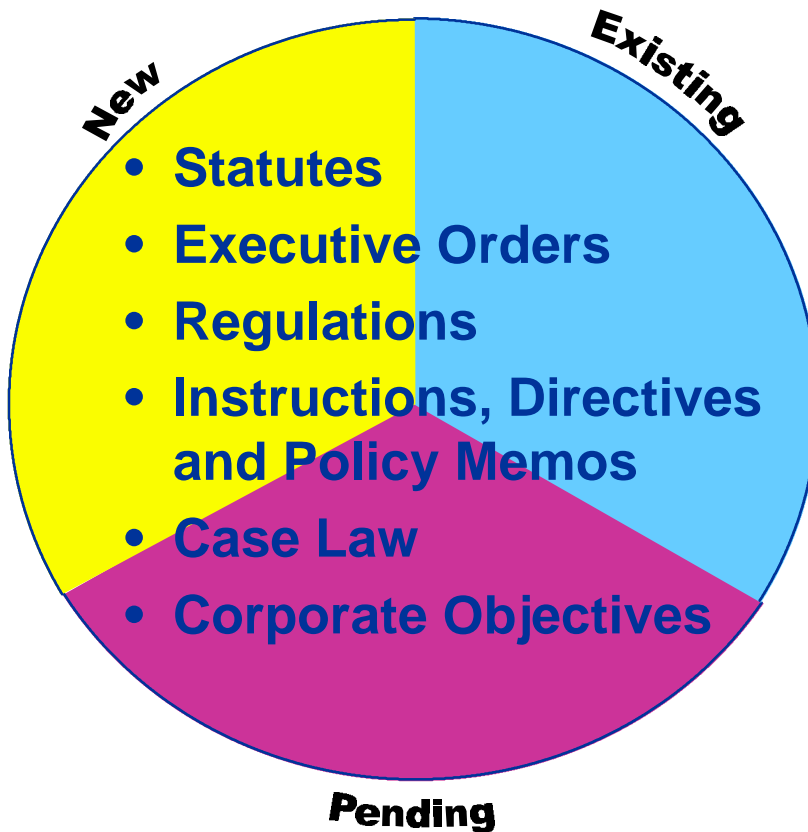 New
Existing
• Statutes
• Executive Orders
• Regulations
• Instructions, Directives
and Policy Memos
• Case Law
• Corporate Objectives
Pending